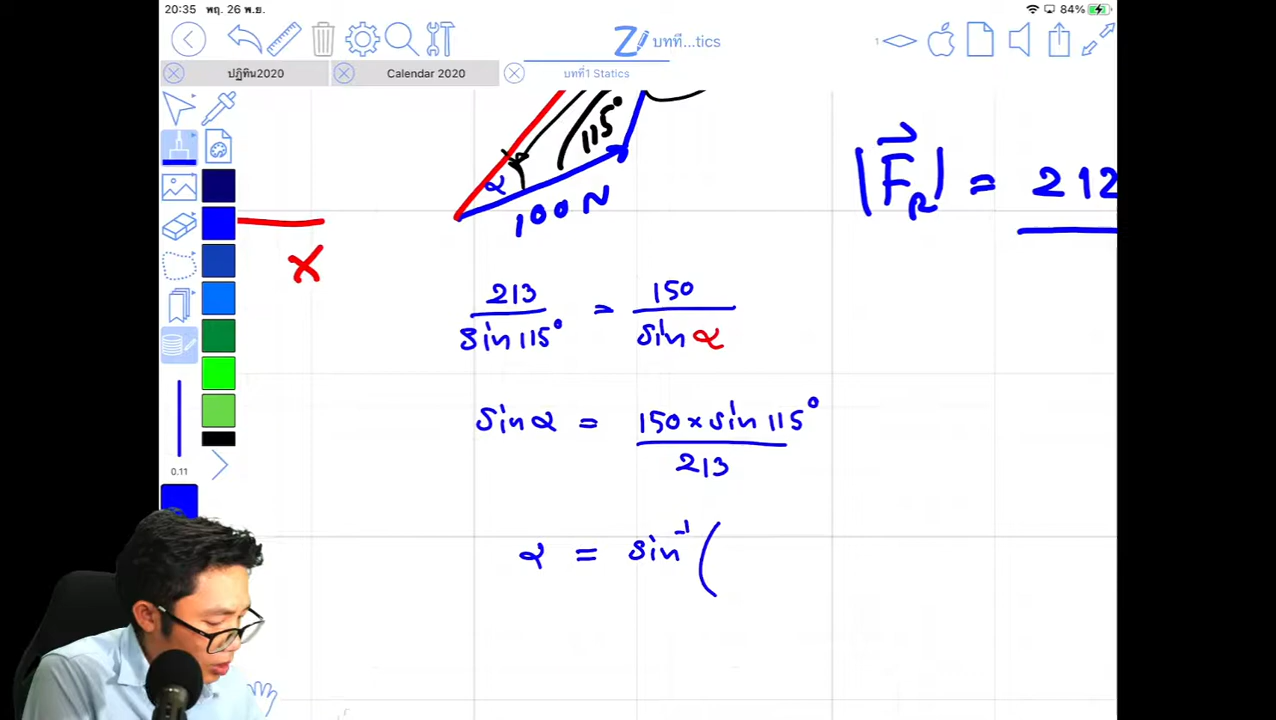 20:35 พฤ. 26 พ.ย.
84%
บทที่...tics
1
ปฏิทิน2020
Calendar 2020
บทที่1 Statics
115°
α
100 N
|F⃗R| = 212
x
213 / sin 115° = 150 / sin α
sin α = 150 × sin 115° / 213
α = sin⁻¹ (
0.11